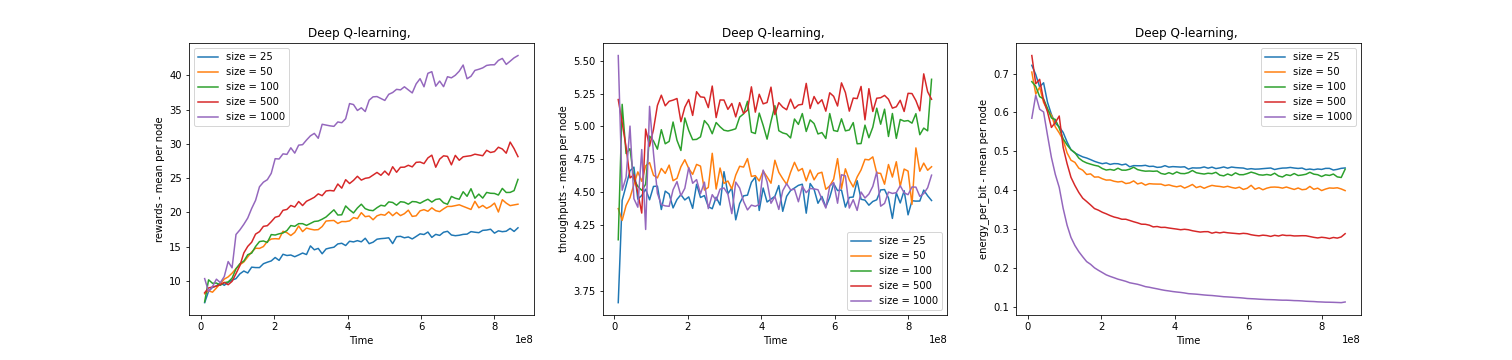 Deep Q-learning,
rewards - mean per node
40
35
30
25
20
15
10
size = 25
size = 50
size = 100
size = 500
size = 1000
0
2
4
6
8
1e8
Time
Deep Q-learning,
throughputs - mean per node
5.50
5.25
5.00
4.75
4.50
4.25
4.00
3.75
size = 25
size = 50
size = 100
size = 500
size = 1000
0
2
4
6
8
1e8
Time
Deep Q-learning,
energy_per_bit - mean per node
0.7
0.6
0.5
0.4
0.3
0.2
0.1
size = 25
size = 50
size = 100
size = 500
size = 1000
0
2
4
6
8
1e8
Time